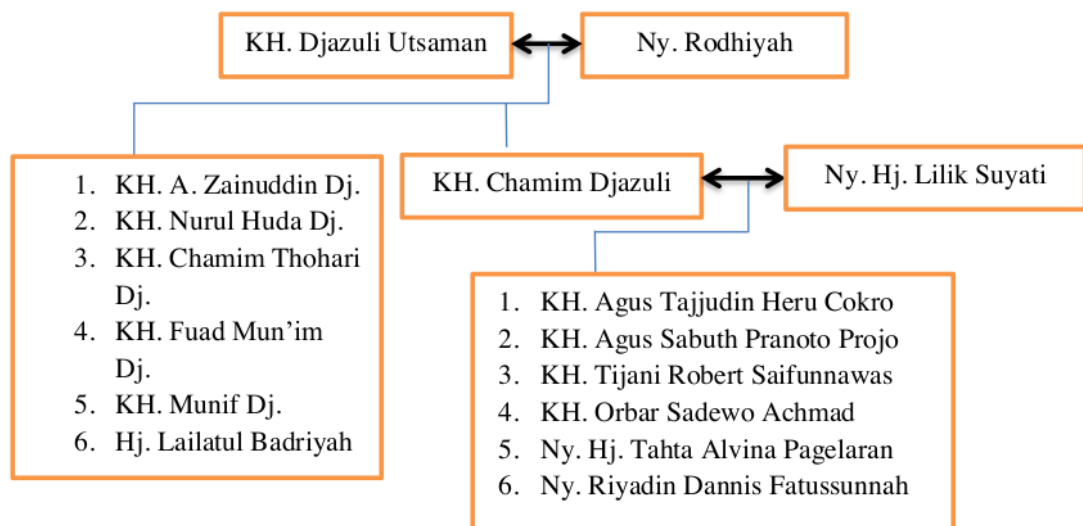 KH. Djazuli Utsaman
Ny. Rodhiyah
1. KH. A. Zainuddin Dj.
2. KH. Nurul Huda Dj.
3. KH. Chamim Thohari
Dj.
4. KH. Fuad Mun’im
Dj.
5. KH. Munif Dj.
6. Hj. Lailatul Badriyah
KH. Chamim Djazuli
Ny. Hj. Lilik Suyati
1. KH. Agus Tajjudin Heru Cokro
2. KH. Agus Sabuth Pranoto Projo
3. KH. Tijani Robert Saifunnawas
4. KH. Orbar Sadewo Achmad
5. Ny. Hj. Tahta Alvina Pagelaran
6. Ny. Riyadin Dannis Fatussunnah